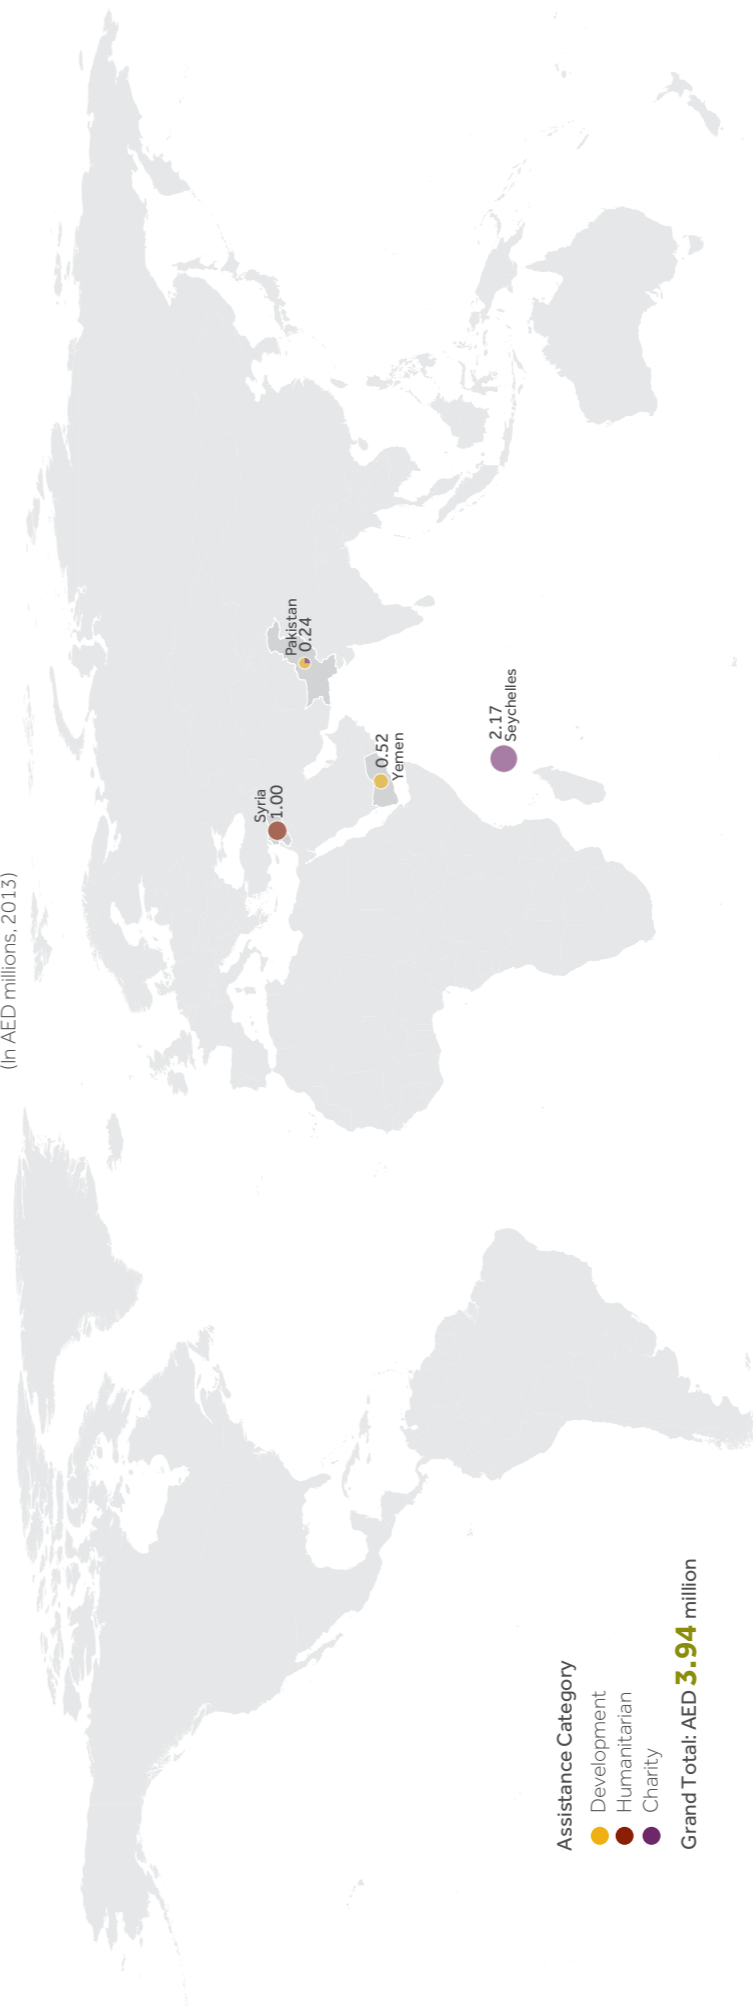 (In AED millions, 2013)
Syria
1.00
Pakistan
0.24
0.52
Yemen
2.17
Seychelles
Assistance Category
Development
Humanitarian
Charity
Grand Total: AED 3.94 million